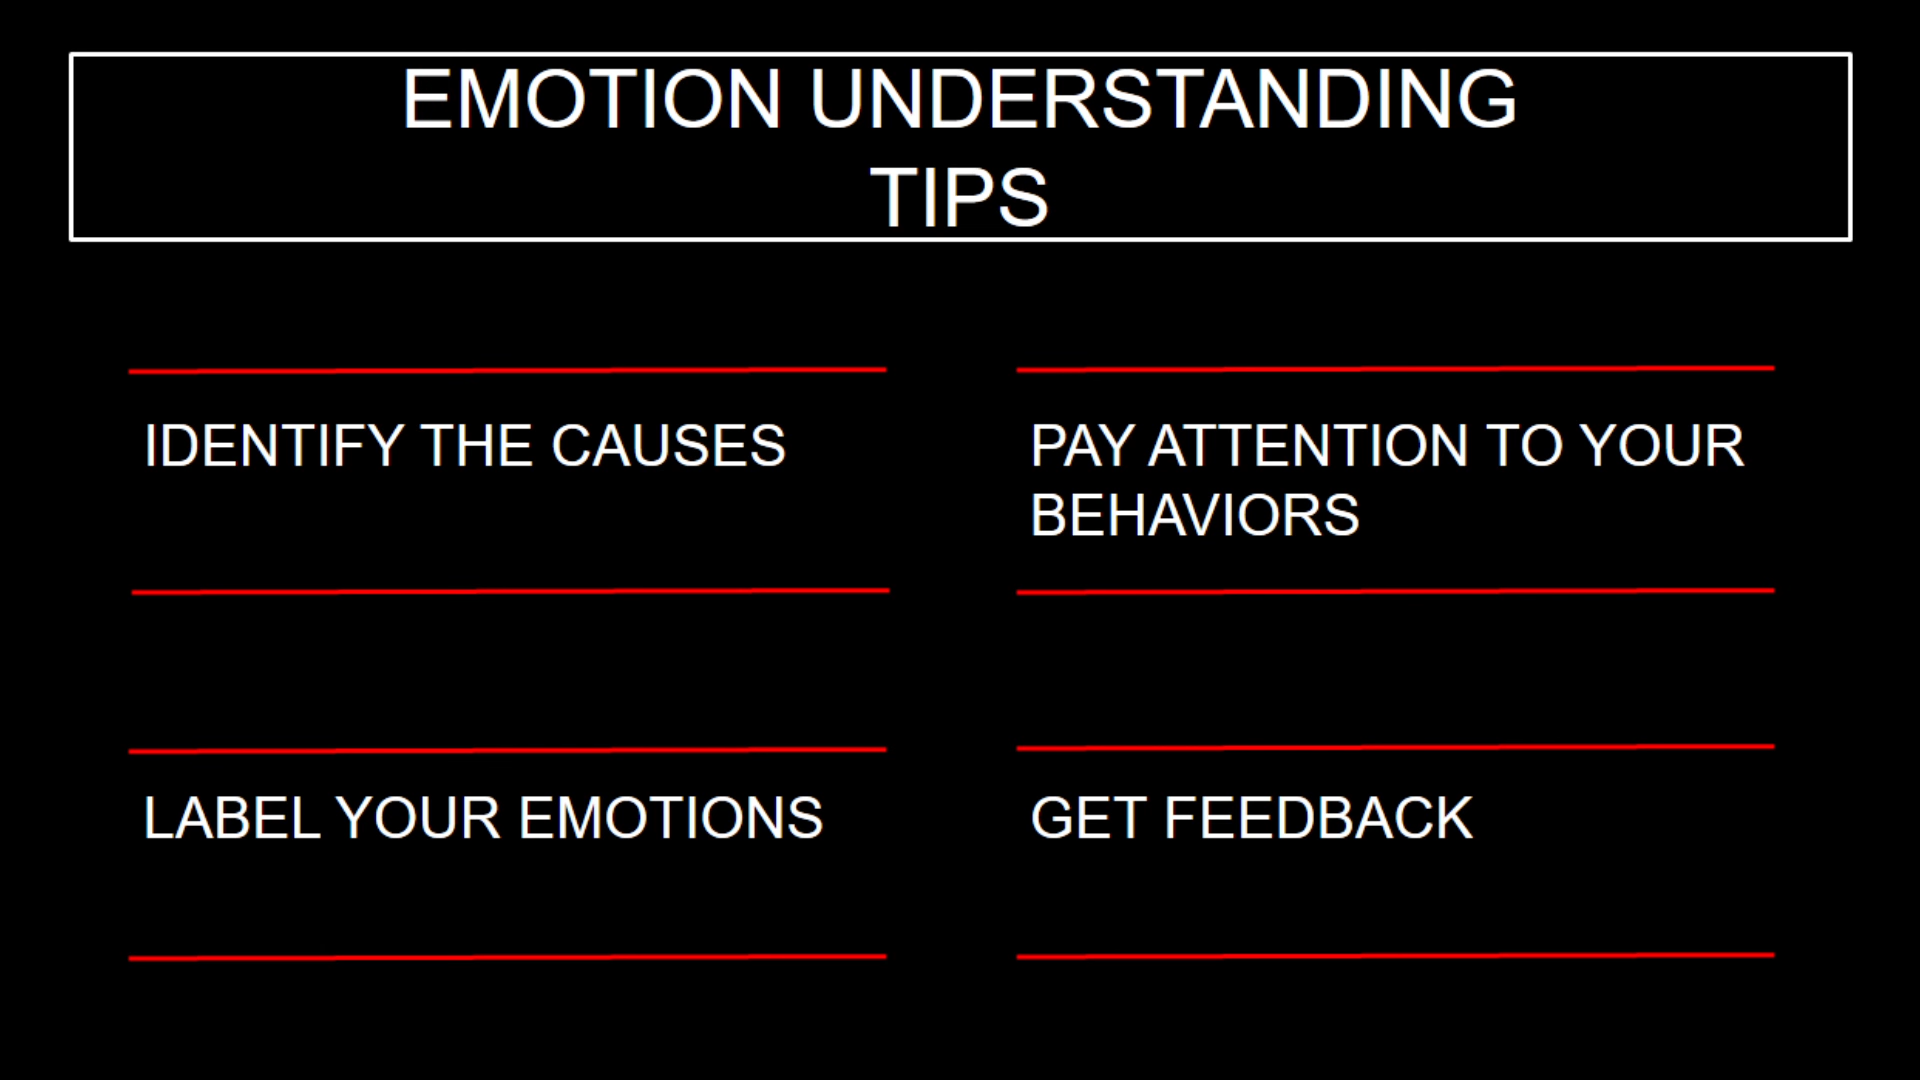 EMOTION UNDERSTANDING
TIPS
IDENTIFY THE CAUSES
PAY ATTENTION TO YOUR
BEHAVIORS
LABEL YOUR EMOTIONS
GET FEEDBACK